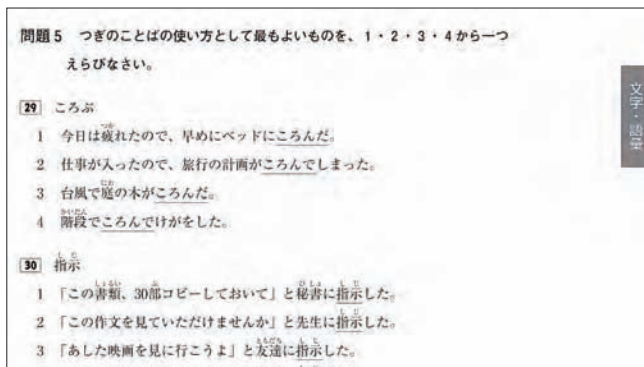 問題5 つぎのことばの使い方として最もよいものを、1・2・3・4から一つ
えらびなさい。
文字・語彙
29 ころぶ
1 今日は疲れたので、早めにベッドにころんだ。
2 仕事が入ったので、旅行の計画がころんでしまった。
3 台風で庭の木がころんだ。
4 階段でころんでけがをした。
30 指示
1 「この書類、30部コピーしておいて」と秘書に指示した。
2 「この作文を見ていただけませんか」と先生に指示した。
3 「あした映画を見に行こうよ」と友達に指示した。